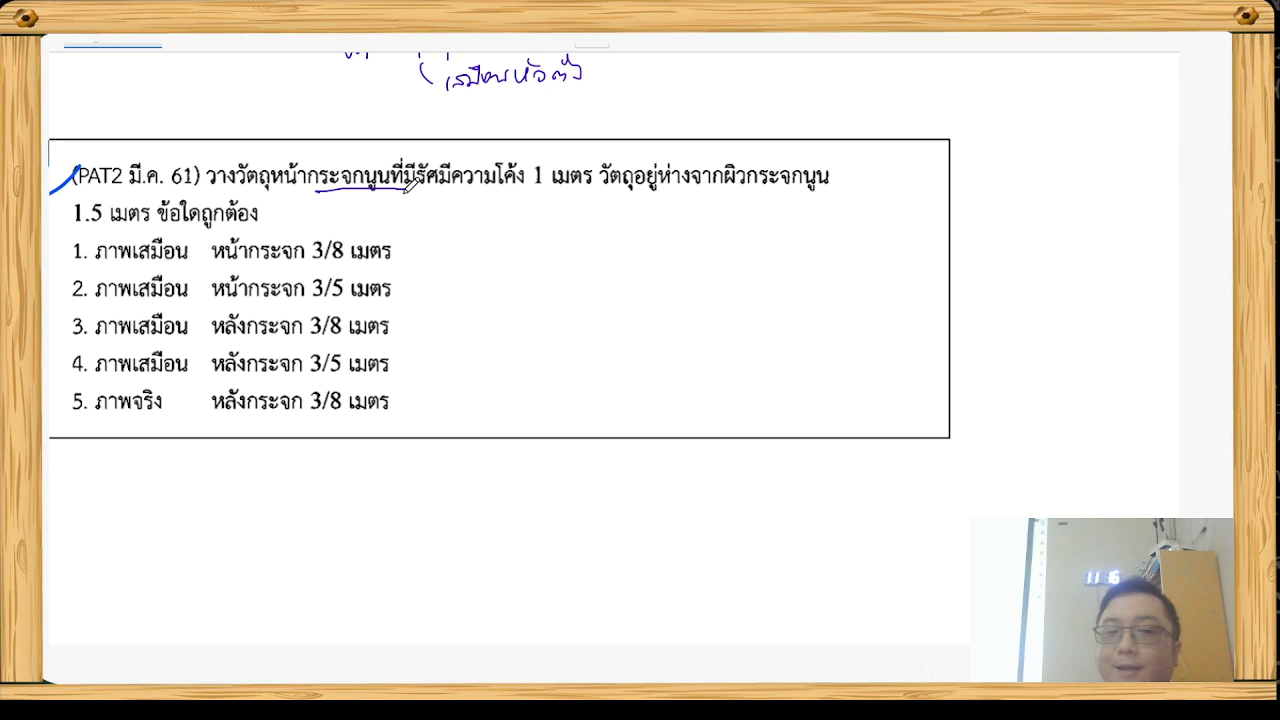 เสมือนหัวตั้ง
(PAT2 มี.ค. 61) วางวัตถุหน้ากระจกนูนที่มีรัศมีความโค้ง 1 เมตร วัตถุอยู่ห่างจากผิวกระจกนูน
1.5 เมตร ข้อใดถูกต้อง
1. ภาพเสมือน หน้ากระจก 3/8 เมตร
2. ภาพเสมือน หน้ากระจก 3/5 เมตร
3. ภาพเสมือน หลังกระจก 3/8 เมตร
4. ภาพเสมือน หลังกระจก 3/5 เมตร
5. ภาพจริง หลังกระจก 3/8 เมตร
11:16